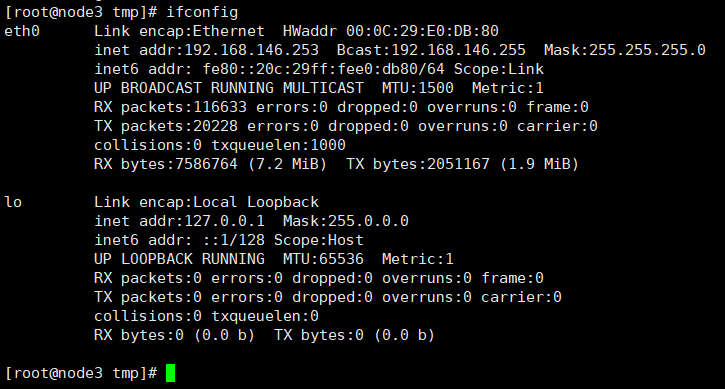 [root@node3 tmp]# ifconfig
eth0      Link encap:Ethernet  HWaddr 00:0C:29:E0:DB:80
          inet addr:192.168.146.253  Bcast:192.168.146.255  Mask:255.255.255.0
          inet6 addr: fe80::20c:29ff:fee0:db80/64 Scope:Link
          UP BROADCAST RUNNING MULTICAST  MTU:1500  Metric:1
          RX packets:116633 errors:0 dropped:0 overruns:0 frame:0
          TX packets:20228 errors:0 dropped:0 overruns:0 carrier:0
          collisions:0 txqueuelen:1000
          RX bytes:7586764 (7.2 MiB)  TX bytes:2051167 (1.9 MiB)

lo        Link encap:Local Loopback
          inet addr:127.0.0.1  Mask:255.0.0.0
          inet6 addr: ::1/128 Scope:Host
          UP LOOPBACK RUNNING  MTU:65536  Metric:1
          RX packets:0 errors:0 dropped:0 overruns:0 frame:0
          TX packets:0 errors:0 dropped:0 overruns:0 carrier:0
          collisions:0 txqueuelen:0
          RX bytes:0 (0.0 b)  TX bytes:0 (0.0 b)

[root@node3 tmp]#